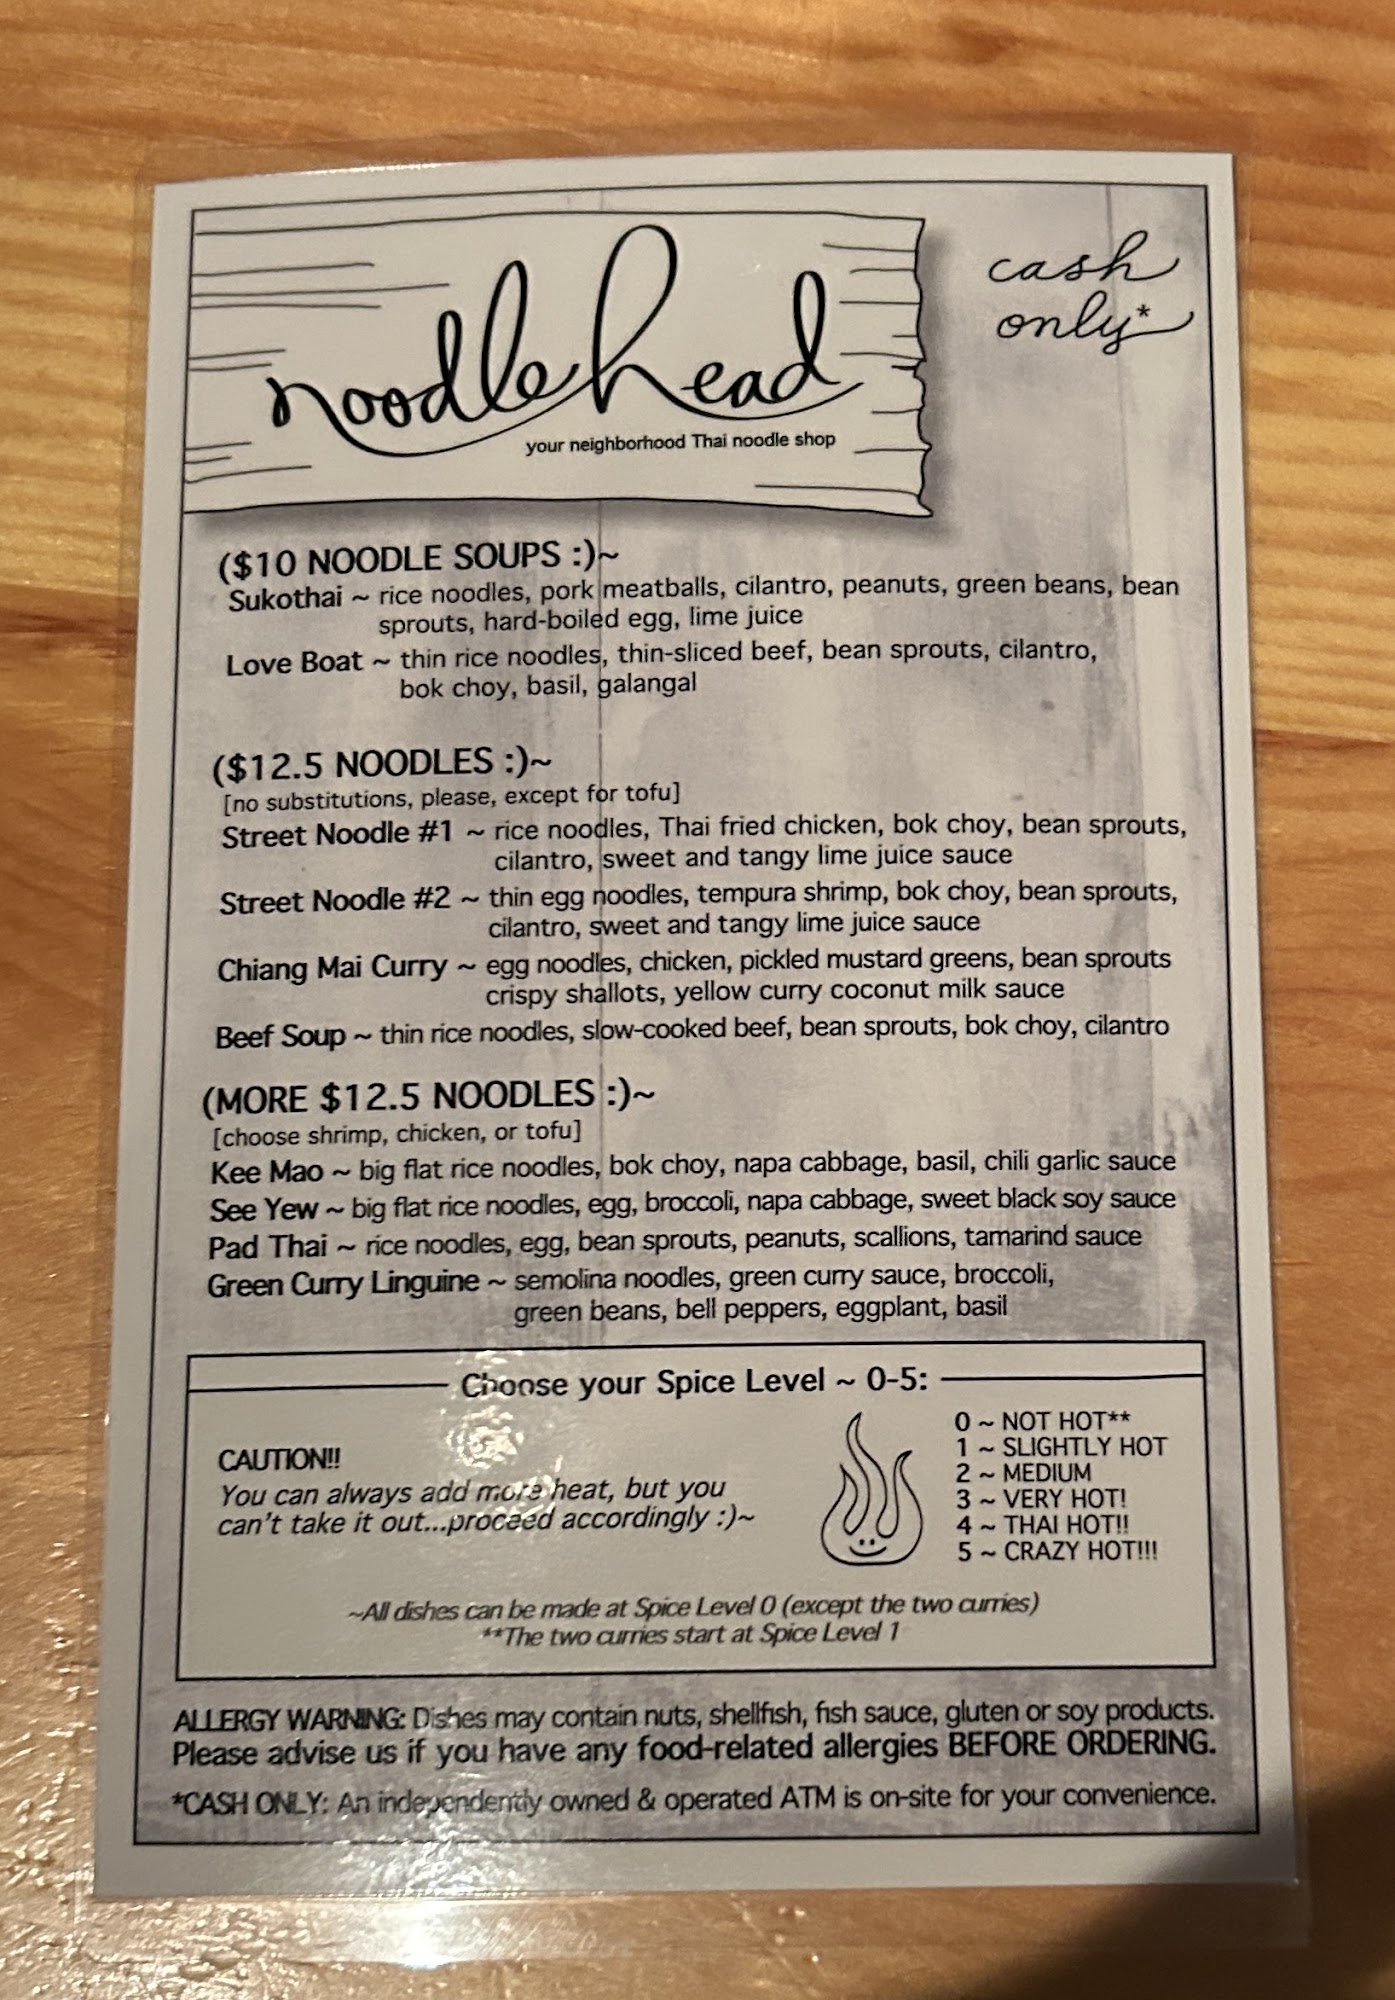 noodlehead
your neighborhood Thai noodle shop
cash
only*
($10 NOODLE SOUPS :)~
Sukothai ~ rice noodles, pork meatballs, cilantro, peanuts, green beans, bean
sprouts, hard-boiled egg, lime juice
Love Boat ~ thin rice noodles, thin-sliced beef, bean sprouts, cilantro,
bok choy, basil, galangal
($12.5 NOODLES :)~
[no substitutions, please, except for tofu]
Street Noodle #1 ~ rice noodles, Thai fried chicken, bok choy, bean sprouts,
cilantro, sweet and tangy lime juice sauce
Street Noodle #2 ~ thin egg noodles, tempura shrimp, bok choy, bean sprouts,
cilantro, sweet and tangy lime juice sauce
Chiang Mai Curry ~ egg noodles, chicken, pickled mustard greens, bean sprouts
crispy shallots, yellow curry coconut milk sauce
Beef Soup ~ thin rice noodles, slow-cooked beef, bean sprouts, bok choy, cilantro
(MORE $12.5 NOODLES :)~
[choose shrimp, chicken, or tofu]
Kee Mao ~ big flat rice noodles, bok choy, napa cabbage, basil, chili garlic sauce
See Yew ~ big flat rice noodles, egg, broccoli, napa cabbage, sweet black soy sauce
Pad Thai ~ rice noodles, egg, bean sprouts, peanuts, scallions, tamarind sauce
Green Curry Linguine ~ semolina noodles, green curry sauce, broccoli,
green beans, bell peppers, eggplant, basil
Choose your Spice Level ~ 0-5:
CAUTION!!
You can always add more heat, but you
can't take it out...proceed accordingly :)~
0 ~ NOT HOT**
1 ~ SLIGHTLY HOT
2 ~ MEDIUM
3 ~ VERY HOT!
4 ~ THAI HOT!!
5 ~ CRAZY HOT!!!
~All dishes can be made at Spice Level 0 (except the two curries)
**The two curries start at Spice Level 1
ALLERGY WARNING: Dishes may contain nuts, shellfish, fish sauce, gluten or soy products.
Please advise us if you have any food-related allergies BEFORE ORDERING.
*CASH ONLY: An independently owned & operated ATM is on-site for your convenience.